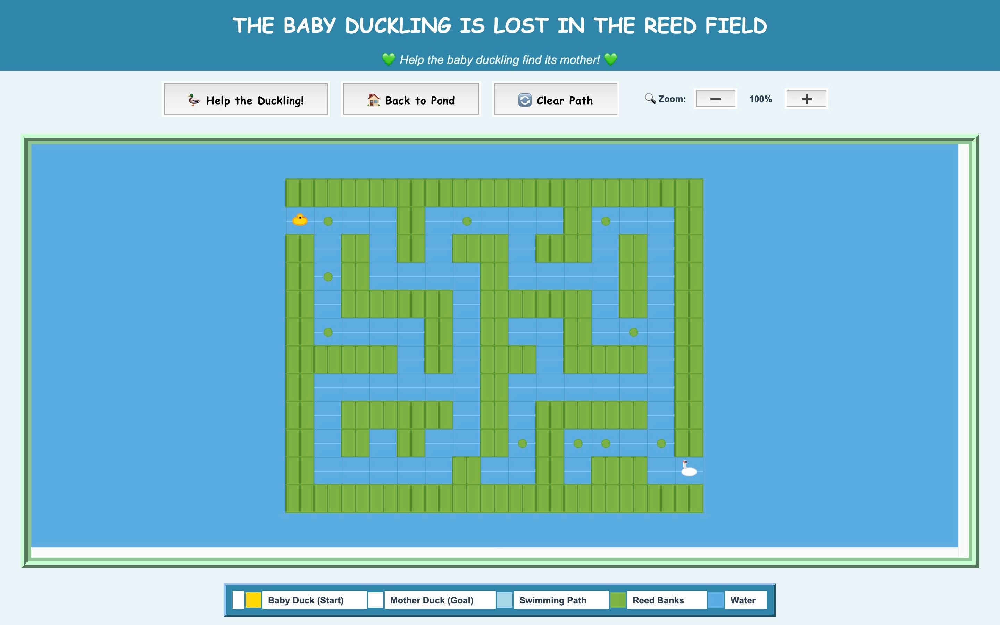 THE BABY DUCKLING IS LOST IN THE REED FIELD
💚 Help the baby duckling find its mother! 💚
🦆 Help the Duckling!
🏠 Back to Pond
🔄 Clear Path
🔍 Zoom:
−
100%
+
Baby Duck (Start)
Mother Duck (Goal)
Swimming Path
Reed Banks
Water